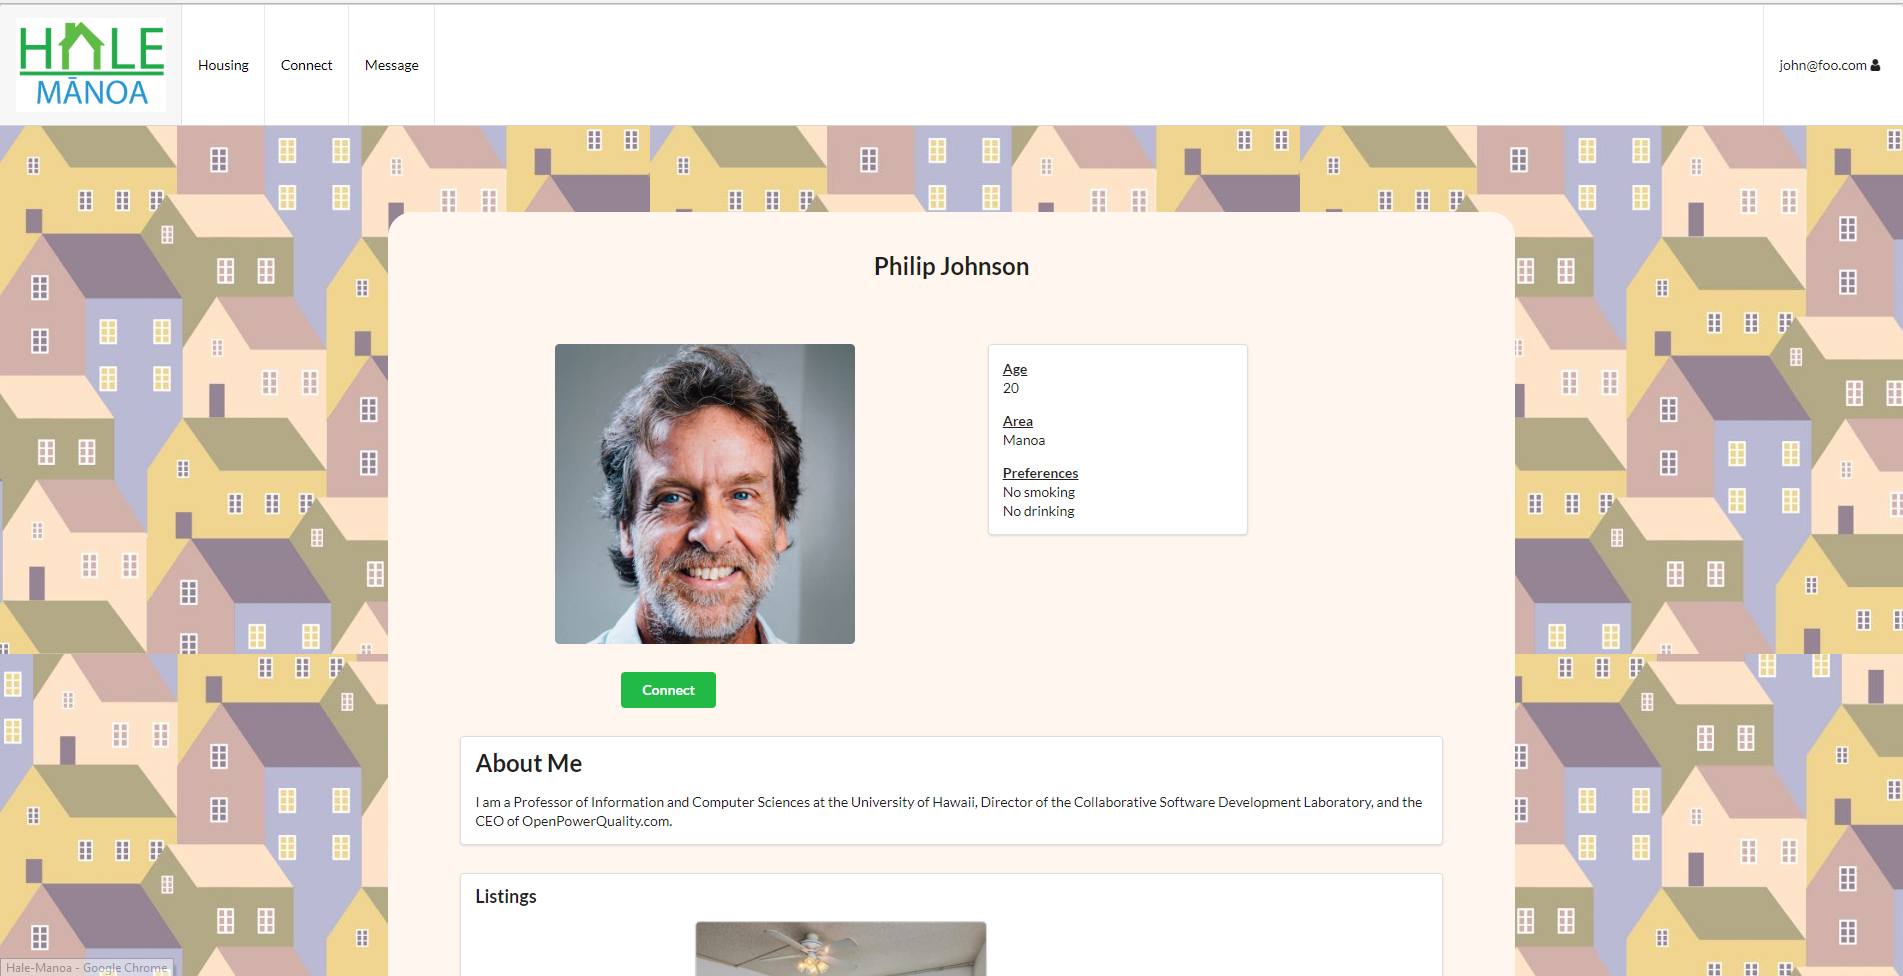 HALE
MĀNOA
Housing
Connect
Message
john@foo.com
Philip Johnson
Age
20
Area
Manoa
Preferences
No smoking
No drinking
Connect
About Me
I am a Professor of Information and Computer Sciences at the University of Hawaii, Director of the Collaborative Software Development Laboratory, and the
CEO of OpenPowerQuality.com.
Listings
Hale-Manoa - Google Chrome